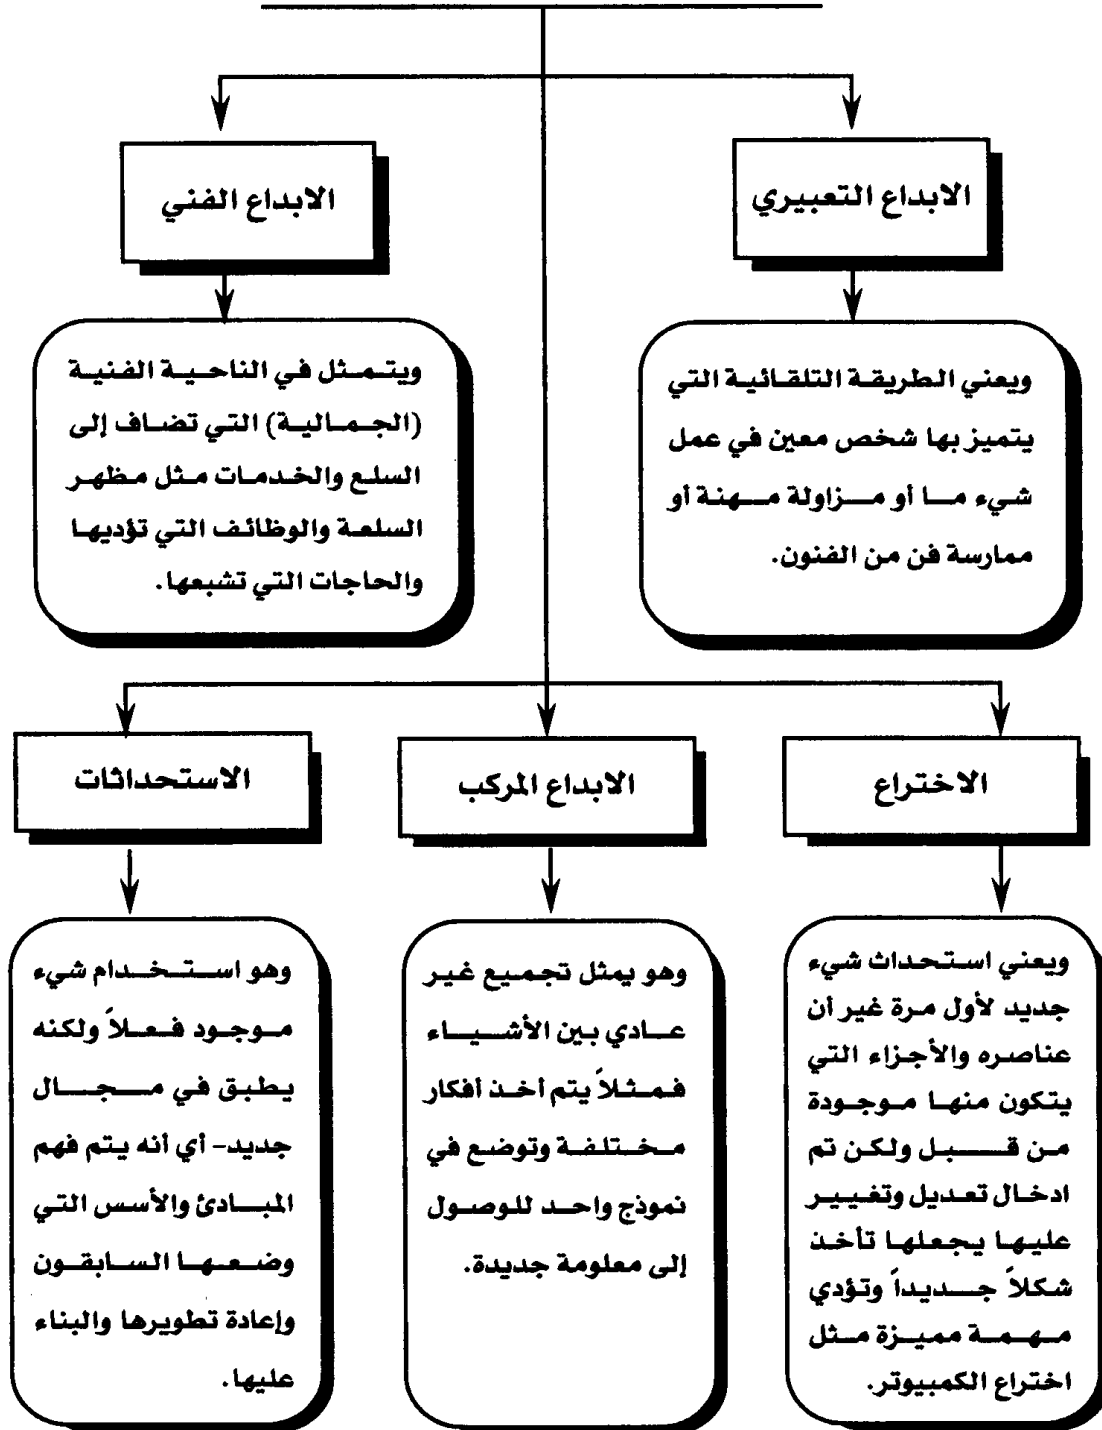 الابداع التعبيري
ويعني الطريقة التلقائية التي
يتميز بها شخص معين في عمل
شيء ما أو مزاولة مهنة أو
ممارسة فن من الفنون.
الابداع الفني
ويتمثل في الناحية الفنية
(الجمالية) التي تضاف إلى
السلع والخدمات مثل مظهر
السلعة والوظائف التي تؤديها
والحاجات التي تشبعها.
الاختراع
ويعني استحداث شيء
جديد لأول مرة غير أن
عناصره والأجزاء التي
يتكون منها موجودة
من قبل ولكن تم
ادخال تعديل وتغيير
عليها يجعلها تأخذ
شكلاً جديداً وتؤدي
مهمة مميزة مثل
اختراع الكمبيوتر.
الابداع المركب
وهو يمثل تجميع غير
عادي بين الأشياء
فمثلاً يتم أخذ أفكار
مختلفة وتوضع في
نموذج واحد للوصول
إلى معلومة جديدة.
الاستحداثات
وهو استخدام شيء
موجود فعلاً ولكنه
يطبق في مجال
جديد- أي أنه يتم فهم
المبادئ والأسس التي
وضعها السابقون
وإعادة تطويرها والبناء
عليها.